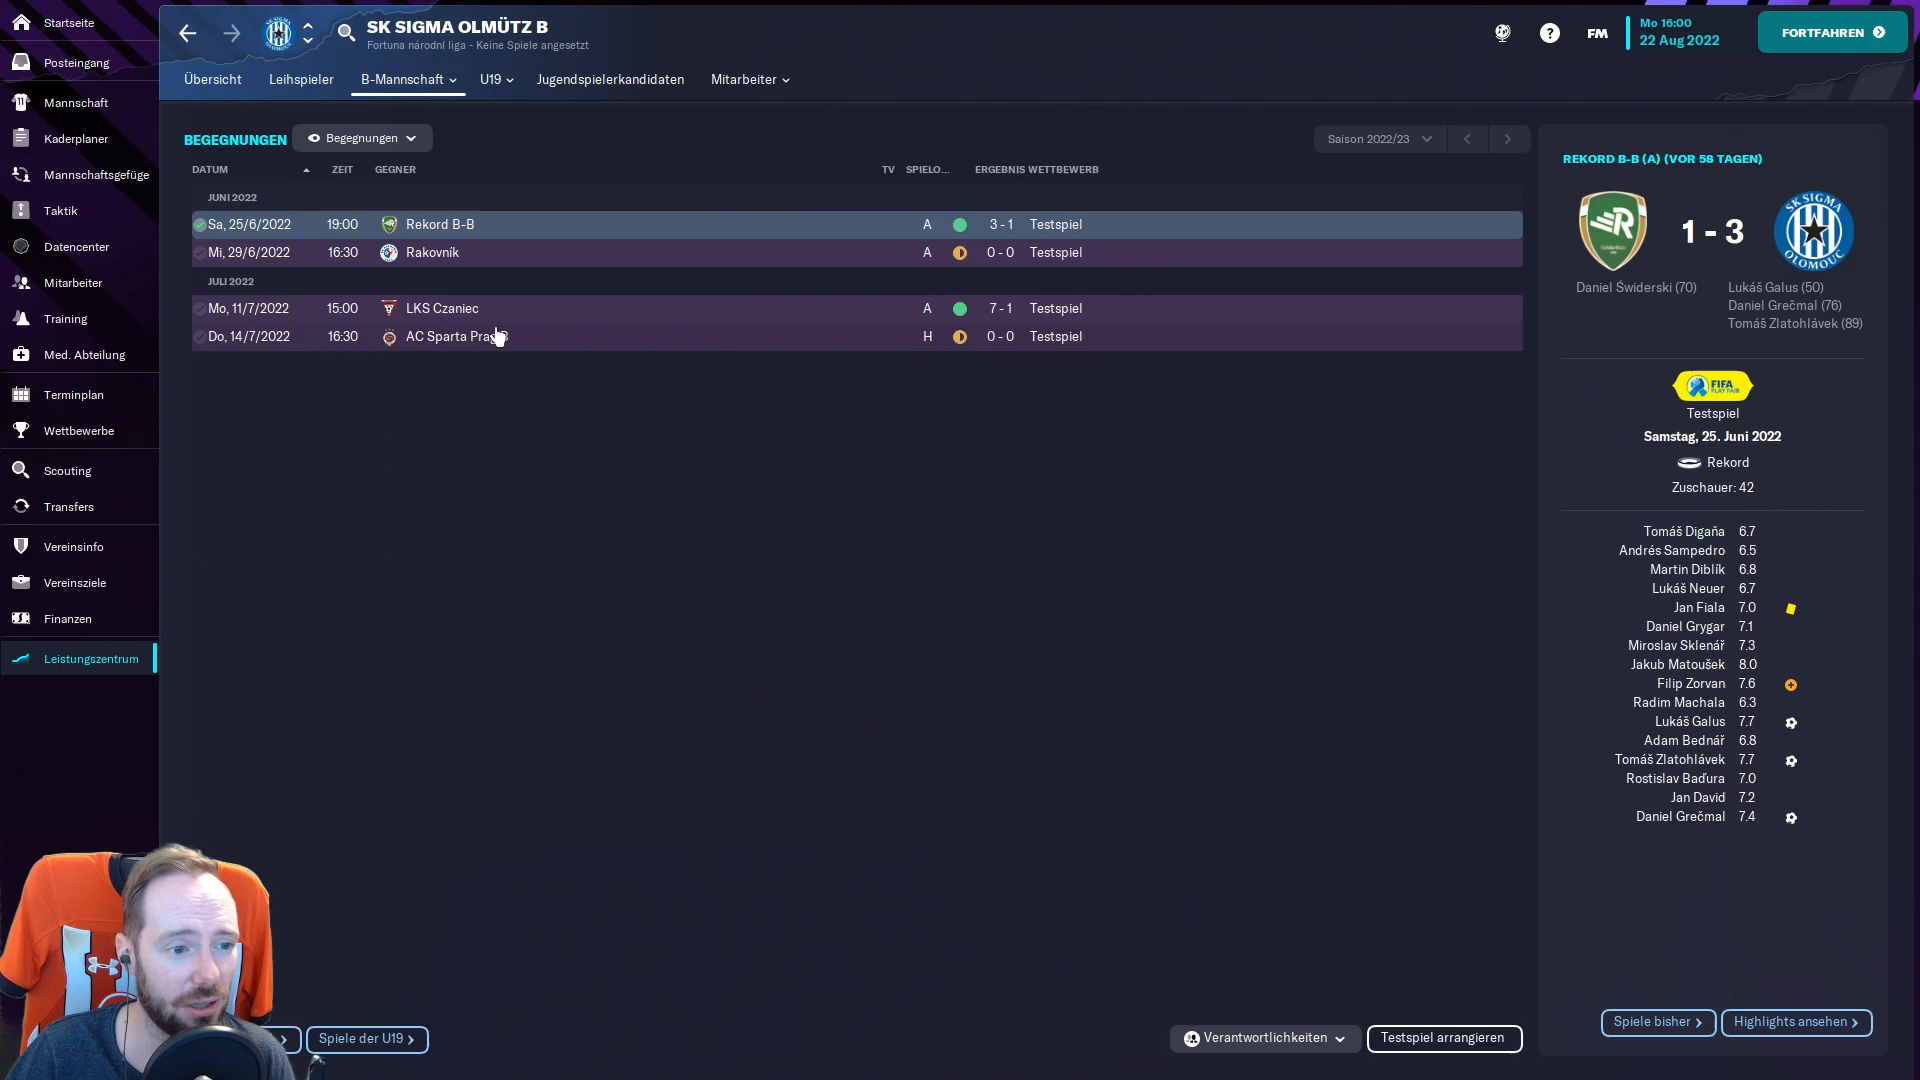 Startseite
Posteingang
Mannschaft
Kaderplaner
Mannschaftsgefüge
Taktik
Datencenter
Mitarbeiter
Training
Med. Abteilung
Terminplan
Wettbewerbe
Scouting
Transfers
Vereinsinfo
Vereinsziele
Finanzen
Leistungszentrum
SK SIGMA OLMÜTZ B
Fortuna národní liga - Keine Spiele angesetzt
FM
Mo 16:00
22 Aug 2022
FORTFAHREN
Übersicht Leihspieler B-Mannschaft U19 Jugendspielerkandidaten Mitarbeiter
BEGEGNUNGEN Begegnungen Saison 2022/23
DATUM ZEIT GEGNER TV SPIELO... ERGEBNIS WETTBEWERB
JUNI 2022
Sa, 25/6/2022 19:00 Rekord B-B A 3 - 1 Testspiel
Mi, 29/6/2022 16:30 Rakovník A 0 - 0 Testspiel
JULI 2022
Mo, 11/7/2022 15:00 LKS Czaniec A 7 - 1 Testspiel
Do, 14/7/2022 16:30 AC Sparta H 0 - 0 Testspiel
REKORD B-B (A) (VOR 58 TAGEN)
1 - 3
SK SIGMA
OLOMOUC
Daniel Świderski (70) Lukáš Galus (50)
Daniel Grečmal (76)
Tomáš Zlatohlávek (89)
FIFA
PLAY FAIR
Testspiel
Samstag, 25. Juni 2022
Rekord
Zuschauer: 42
Tomáš Digaňa 6.7
Andrés Sampedro 6.5
Martin Diblík 6.8
Lukáš Neuer 6.7
Jan Fiala 7.0
Daniel Grygar 7.1
Miroslav Sklenář 7.3
Jakub Matoušek 8.0
Filip Zorvan 7.6
Radim Machala 6.3
Lukáš Galus 7.7
Adam Bednář 6.8
Tomáš Zlatohlávek 7.7
Rostislav Baďura 7.0
Jan David 7.2
Daniel Grečmal 7.4
Spiele bisher Highlights ansehen
Spiele der U19 Verantwortlichkeiten Testspiel arrangieren